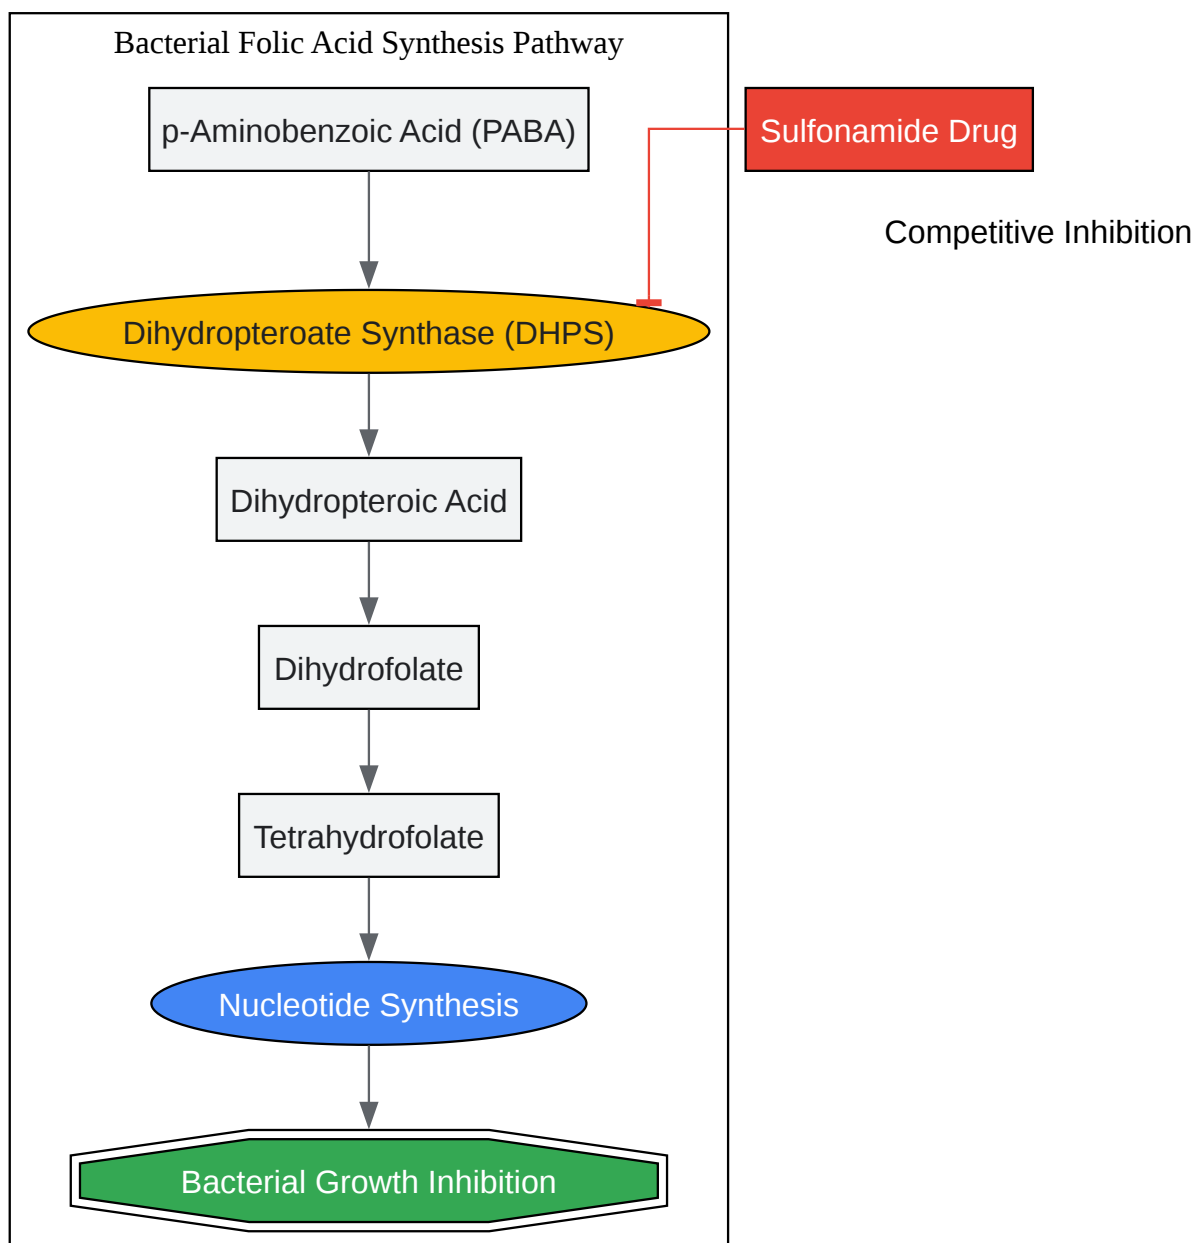 Bacterial Folic Acid Synthesis Pathway
p-Aminobenzoic Acid (PABA)
Sulfonamide Drug
Competitive Inhibition
Dihydropteroate Synthase (DHPS)
Dihydropteroic Acid
Dihydrofolate
Tetrahydrofolate
Nucleotide Synthesis
Bacterial Growth Inhibition